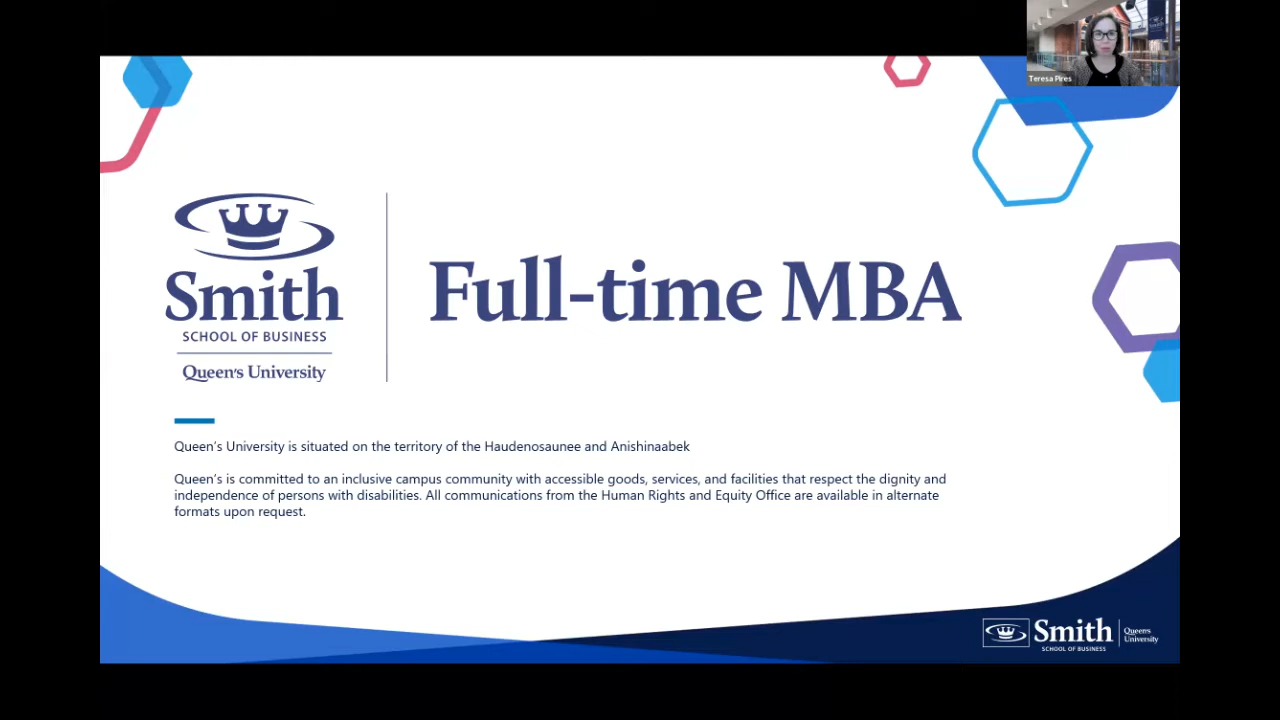 Teresa Pires
Smith
SCHOOL OF BUSINESS
Queen's University
Full-time MBA
Queen's University is situated on the territory of the Haudenosaunee and Anishinaabek
Queen's is committed to an inclusive campus community with accessible goods, services, and facilities that respect the dignity and
independence of persons with disabilities. All communications from the Human Rights and Equity Office are available in alternate
formats upon request.
Smith
SCHOOL OF BUSINESS
Queen's
University
Smith